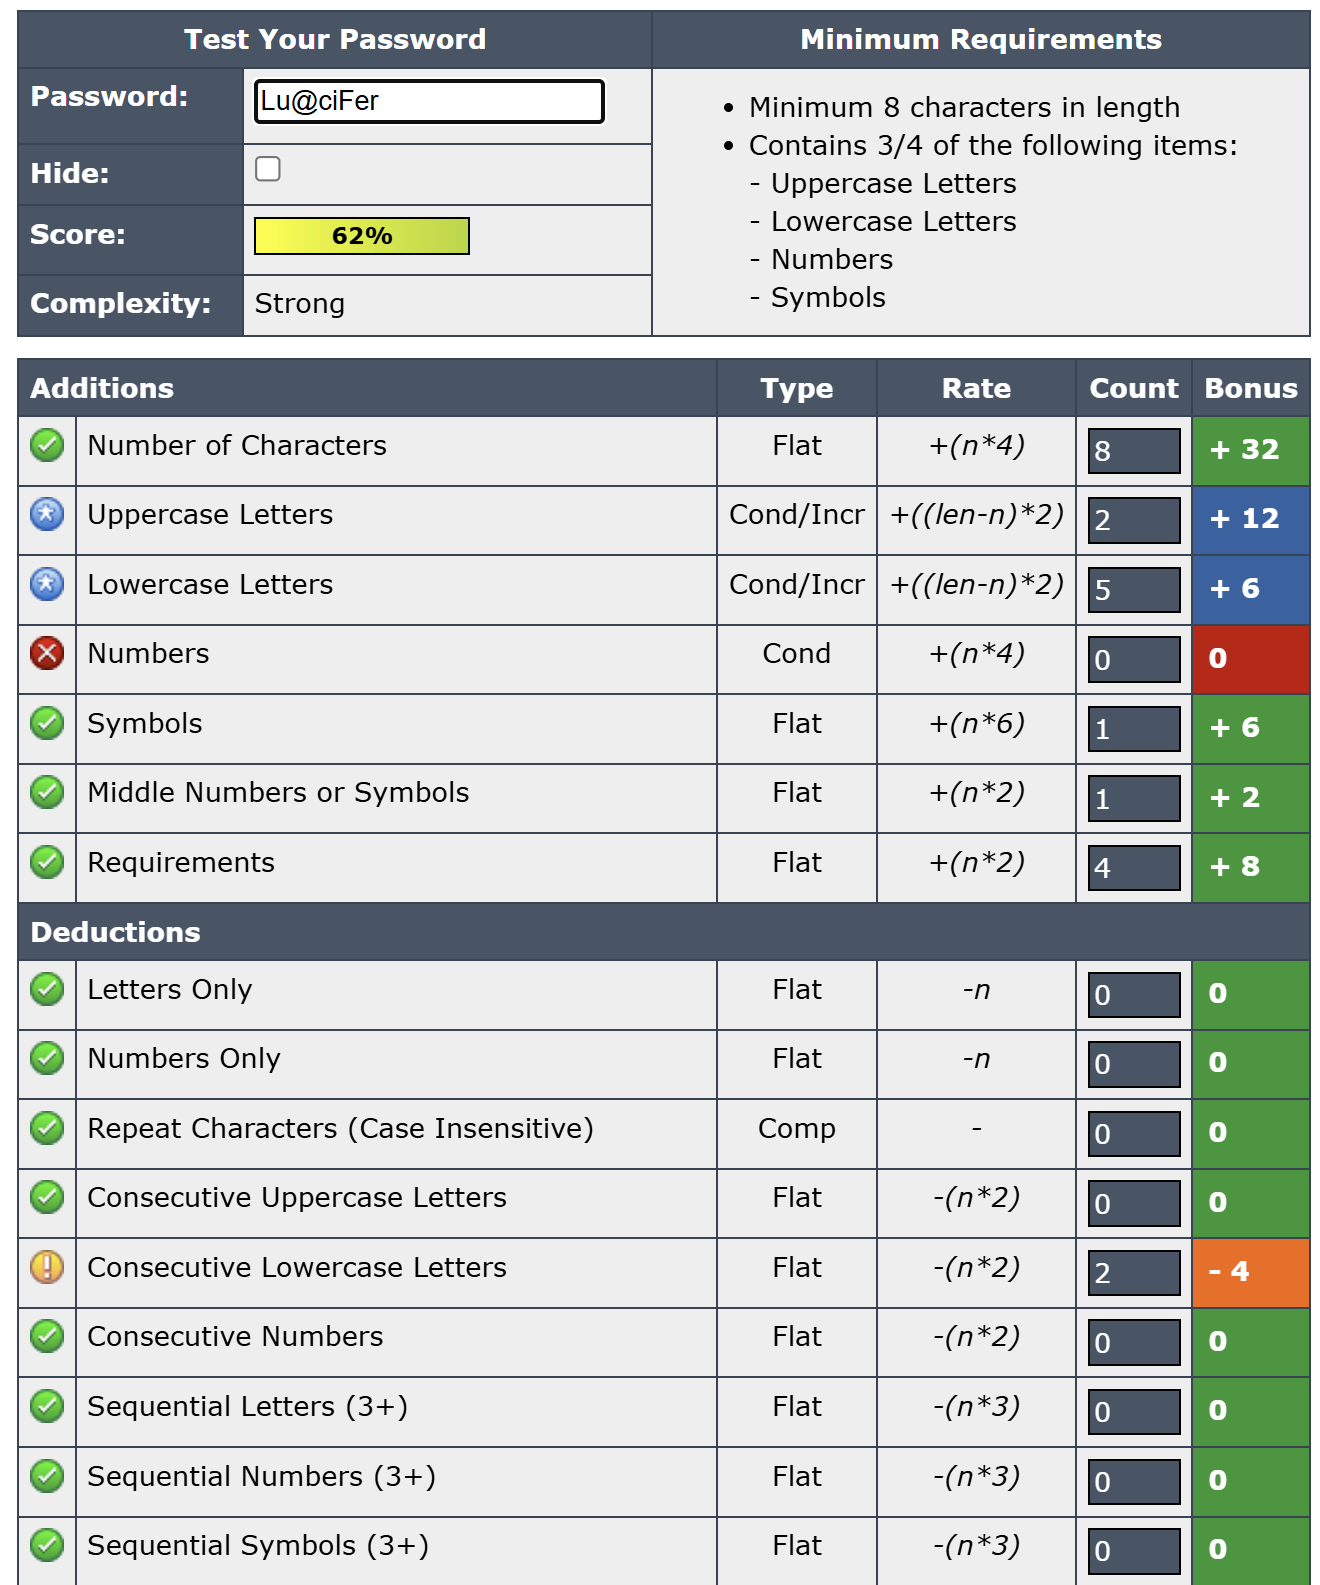 Test Your Password Minimum Requirements
Password: Lu@ciFer
Hide:
Score: 62%
Complexity: Strong
• Minimum 8 characters in length
• Contains 3/4 of the following items:
- Uppercase Letters
- Lowercase Letters
- Numbers
- Symbols
Additions Type Rate Count Bonus
Number of Characters Flat +(n*4) 8 + 32
Uppercase Letters Cond/Incr +((len-n)*2) 2 + 12
Lowercase Letters Cond/Incr +((len-n)*2) 5 + 6
Numbers Cond +(n*4) 0 0
Symbols Flat +(n*6) 1 + 6
Middle Numbers or Symbols Flat +(n*2) 1 + 2
Requirements Flat +(n*2) 4 + 8
Deductions
Letters Only Flat -n 0 0
Numbers Only Flat -n 0 0
Repeat Characters (Case Insensitive) Comp - 0 0
Consecutive Uppercase Letters Flat -(n*2) 0 0
Consecutive Lowercase Letters Flat -(n*2) 2 - 4
Consecutive Numbers Flat -(n*2) 0 0
Sequential Letters (3+) Flat -(n*3) 0 0
Sequential Numbers (3+) Flat -(n*3) 0 0
Sequential Symbols (3+) Flat -(n*3) 0 0